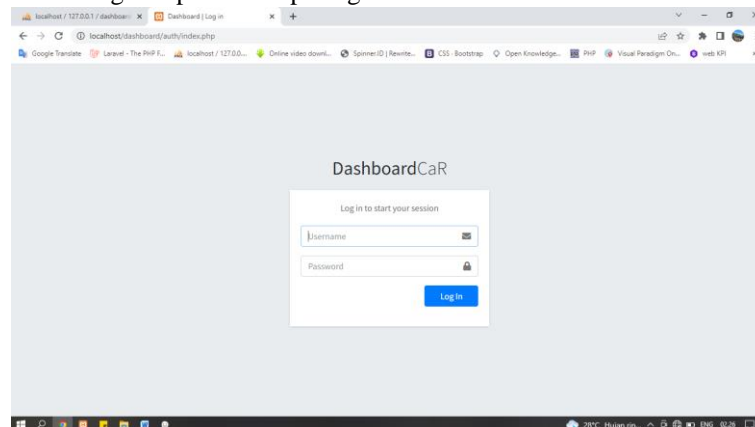 localhost / 127.0.0.1 / dashboard
Dashboard | Log in
localhost/dashboard/auth/index.php
Google Translate
Laravel - The PHP F...
localhost / 127.0.0...
Online video downl...
Spinner.ID | Rewrite...
CSS · Bootstrap
Open Knowledge...
PHP
Visual Paradigm On...
web KPI
DashboardCaR
Log in to start your session
Username
Password
Log In
28°C Hujan rin...
ENG
02.26